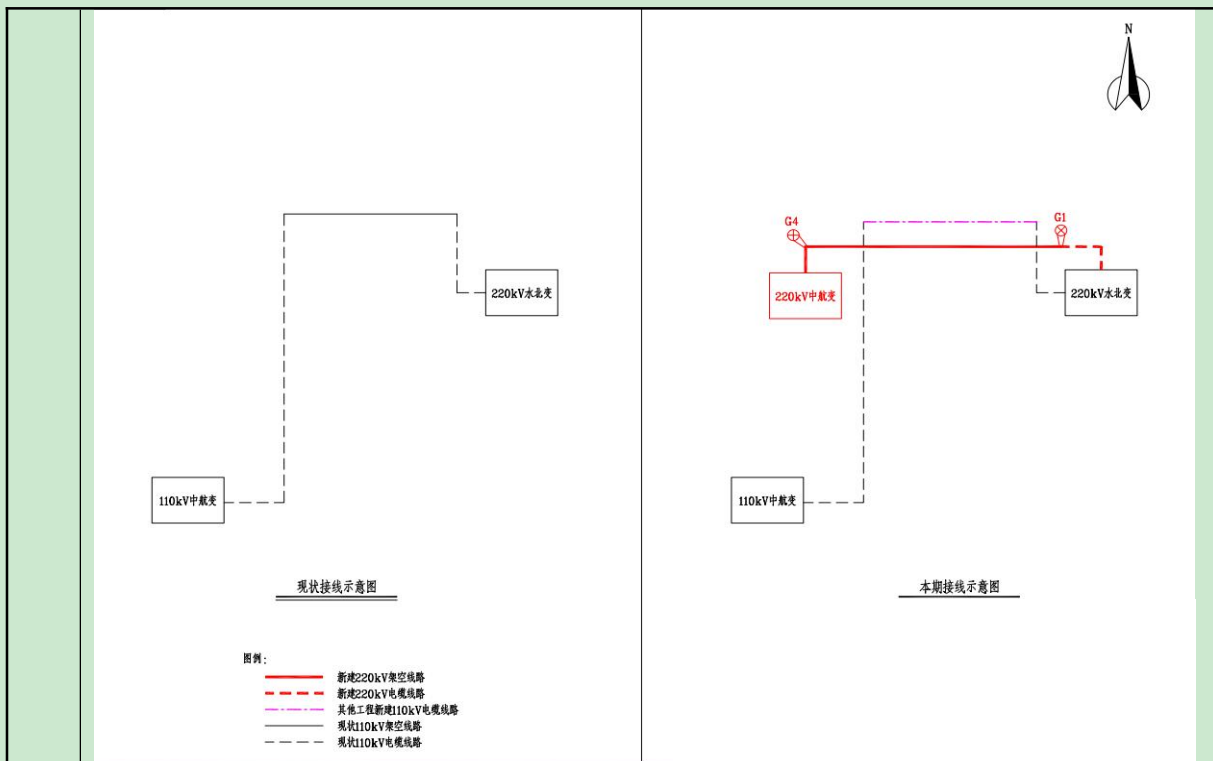 N
G4
G1
220kV水北变
220kV中航变
220kV水北变
110kV中航变
110kV中航变
现状接线示意图
本期接线示意图
图例：
新建220kV架空线路
新建220kV电缆线路
其他工程新建110kV电缆线路
现状110kV架空线路
现状110kV电缆线路